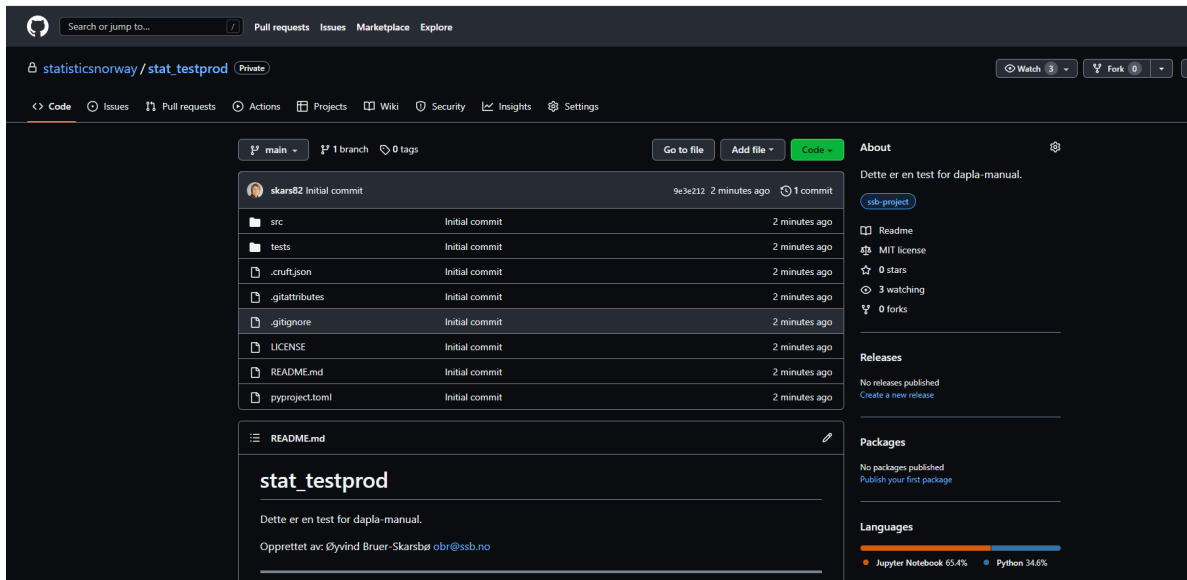 Search or jump to... /
Pull requests Issues Marketplace Explore
statisticsnorway / stat_testprod Private
Watch 3 Fork 0
Code Issues Pull requests Actions Projects Wiki Security Insights Settings
main 1 branch 0 tags Go to file Add file Code
skars82 Initial commit 9e3e212 2 minutes ago 1 commit
src Initial commit 2 minutes ago
tests Initial commit 2 minutes ago
.cruft.json Initial commit 2 minutes ago
.gitattributes Initial commit 2 minutes ago
.gitignore Initial commit 2 minutes ago
LICENSE Initial commit 2 minutes ago
README.md Initial commit 2 minutes ago
pyproject.toml Initial commit 2 minutes ago
README.md
stat_testprod
Dette er en test for dapla-manual.
Opprettet av: Øyvind Bruer-Skarsbø obr@ssb.no
About
Dette er en test for dapla-manual.
ssb-project
Readme
MIT license
0 stars
3 watching
0 forks
Releases
No releases published
Create a new release
Packages
No packages published
Publish your first package
Languages
Jupyter Notebook 65.4% Python 34.6%